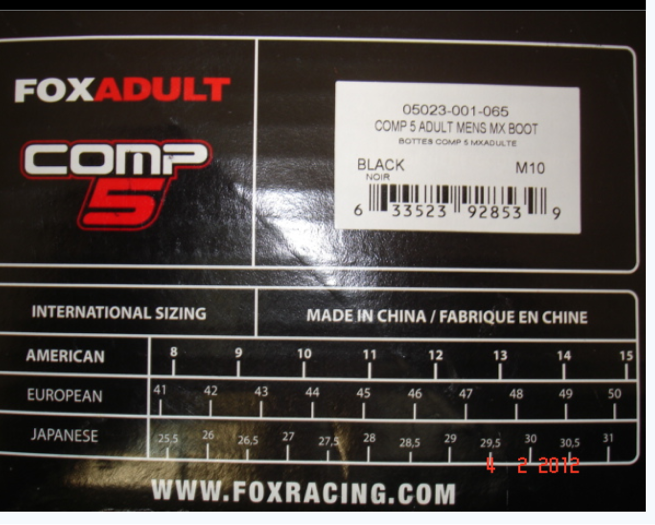 FOXADULT
COMP
5
05023-001-065
COMP 5 ADULT MENS MX BOOT
BOTTES COMP 5 MXADULTE
BLACK M10
NOIR
6 33523 92853 9
INTERNATIONAL SIZING
MADE IN CHINA / FABRIQUE EN CHINE
AMERICAN 8 9 10 11 12 13 14 15
EUROPEAN 41 42 43 44 45 46 47 48 49 50
JAPANESE 25,5 26 26,5 27 27,5 28 28,5 29 29,5 30 30,5 31
4 2 2012
WWW.FOXRACING.COM